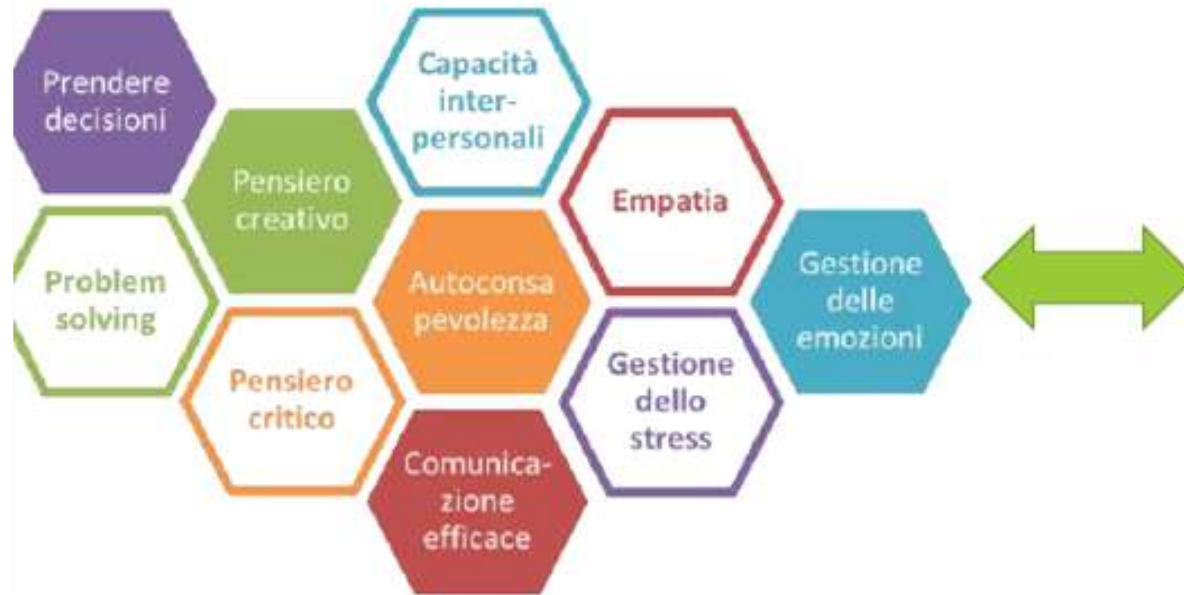 Prendere
decisioni
Pensiero
creativo
Capacità
inter-
personali
Empatia
Problem
solving
Autoconsa
pevolezza
Gestione
delle
emozioni
Pensiero
critico
Gestione
dello
stress
Comunica-
zione
efficace